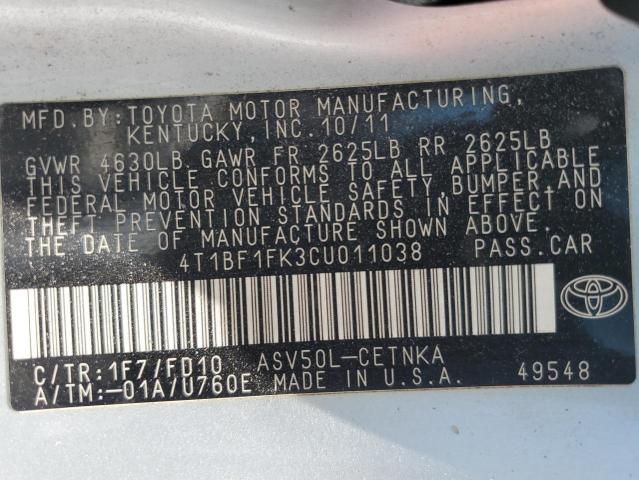 MFD. BY: TOYOTA MOTOR MANUFACTURING,
KENTUCKY, INC. 10/11
GVWR 4630LB GAWR FR 2625LB RR 2625LB
THIS VEHICLE CONFORMS TO ALL APPLICABLE
FEDERAL MOTOR VEHICLE SAFETY, BUMPER, AND
THEFT PREVENTION STANDARDS IN EFFECT ON
THE DATE OF MANUFACTURE SHOWN ABOVE.
4T1BF1FK3CU011038 PASS. CAR
C/TR: 1F7/FD10 ASV50L-CETNKA
A/TM: -01A/U760E MADE IN U.S.A. 49548